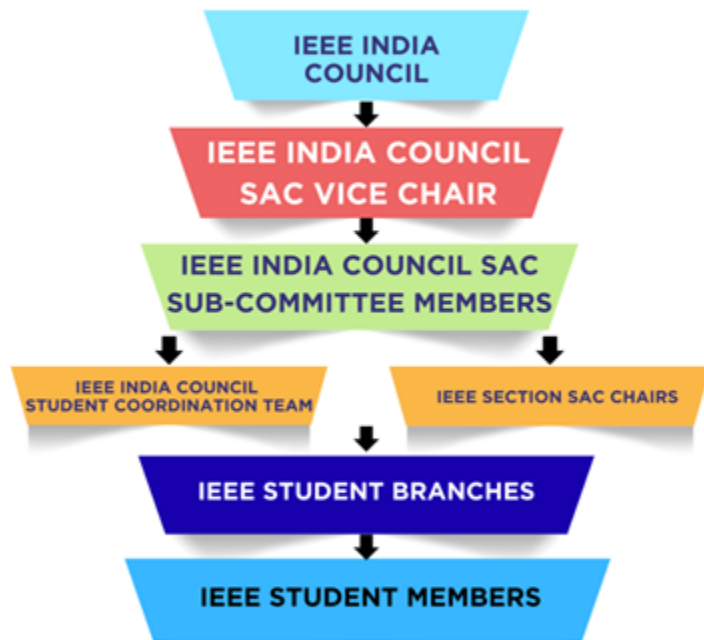 IEEE INDIA
COUNCIL
IEEE INDIA COUNCIL
SAC VICE CHAIR
IEEE INDIA COUNCIL SAC
SUB-COMMITTEE MEMBERS
IEEE INDIA COUNCIL
STUDENT COORDINATION TEAM
IEEE SECTION SAC CHAIRS
IEEE STUDENT BRANCHES
IEEE STUDENT MEMBERS